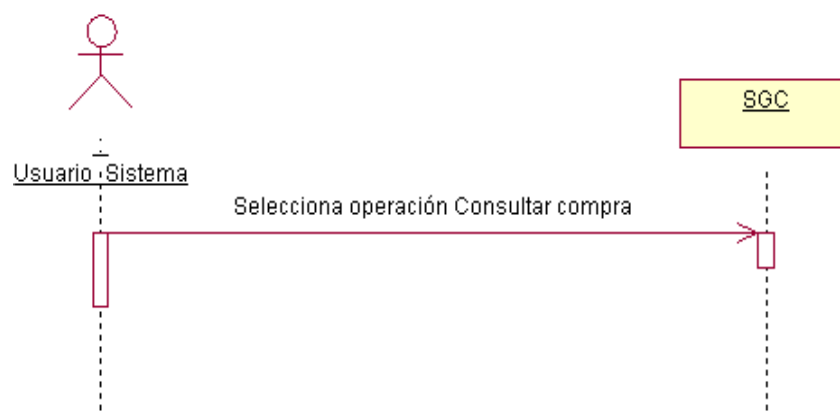 SGC
: Usuario Sistema
Selecciona operación Consultar compra